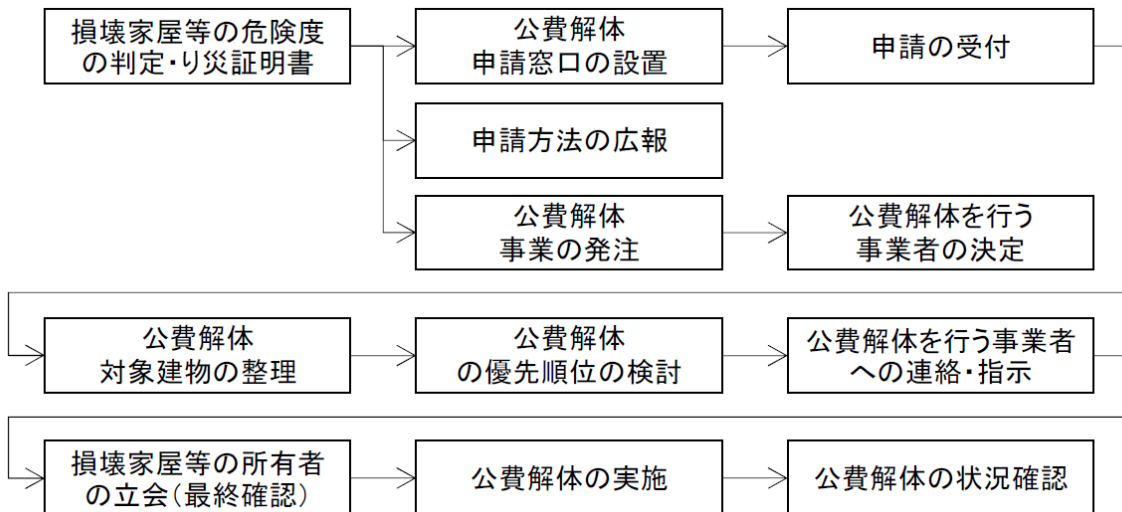 損壊家屋等の危険度
の判定・り災証明書
公費解体
申請窓口の設置
申請の受付
申請方法の広報
公費解体
事業の発注
公費解体を行う
事業者の決定
公費解体
対象建物の整理
公費解体
の優先順位の検討
公費解体を行う事業者
への連絡・指示
損壊家屋等の所有者
の立会(最終確認)
公費解体の実施
公費解体の状況確認